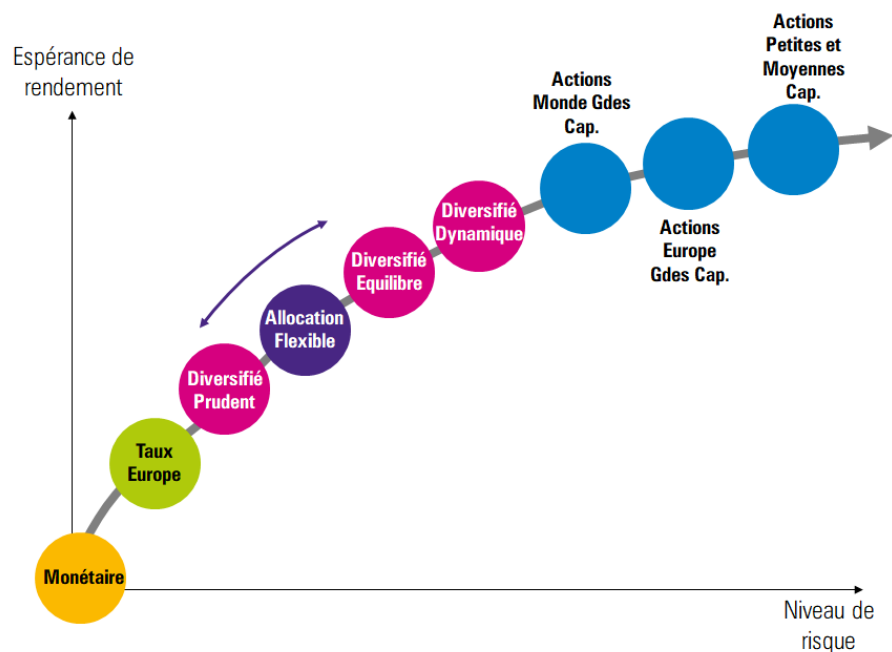 Espérance de
rendement
Actions
Petites et
Moyennes
Cap.
Actions
Monde Gdes
Cap.
Diversifié
Dynamique
Actions
Europe
Gdes Cap.
Diversifié
Equilibre
Allocation
Flexible
Diversifié
Prudent
Taux
Europe
Monétaire
Niveau de
risque